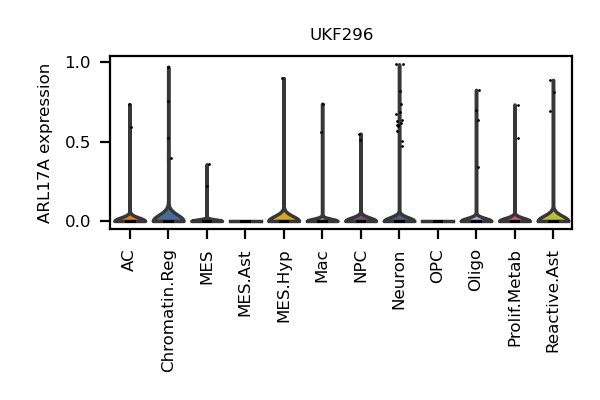 UKF296
ARL17A expression
1.0
0.5
0.0
AC
Chromatin.Reg
MES
MES.Ast
MES.Hyp
Mac
NPC
Neuron
OPC
Oligo
Prolif.Metab
Reactive.Ast